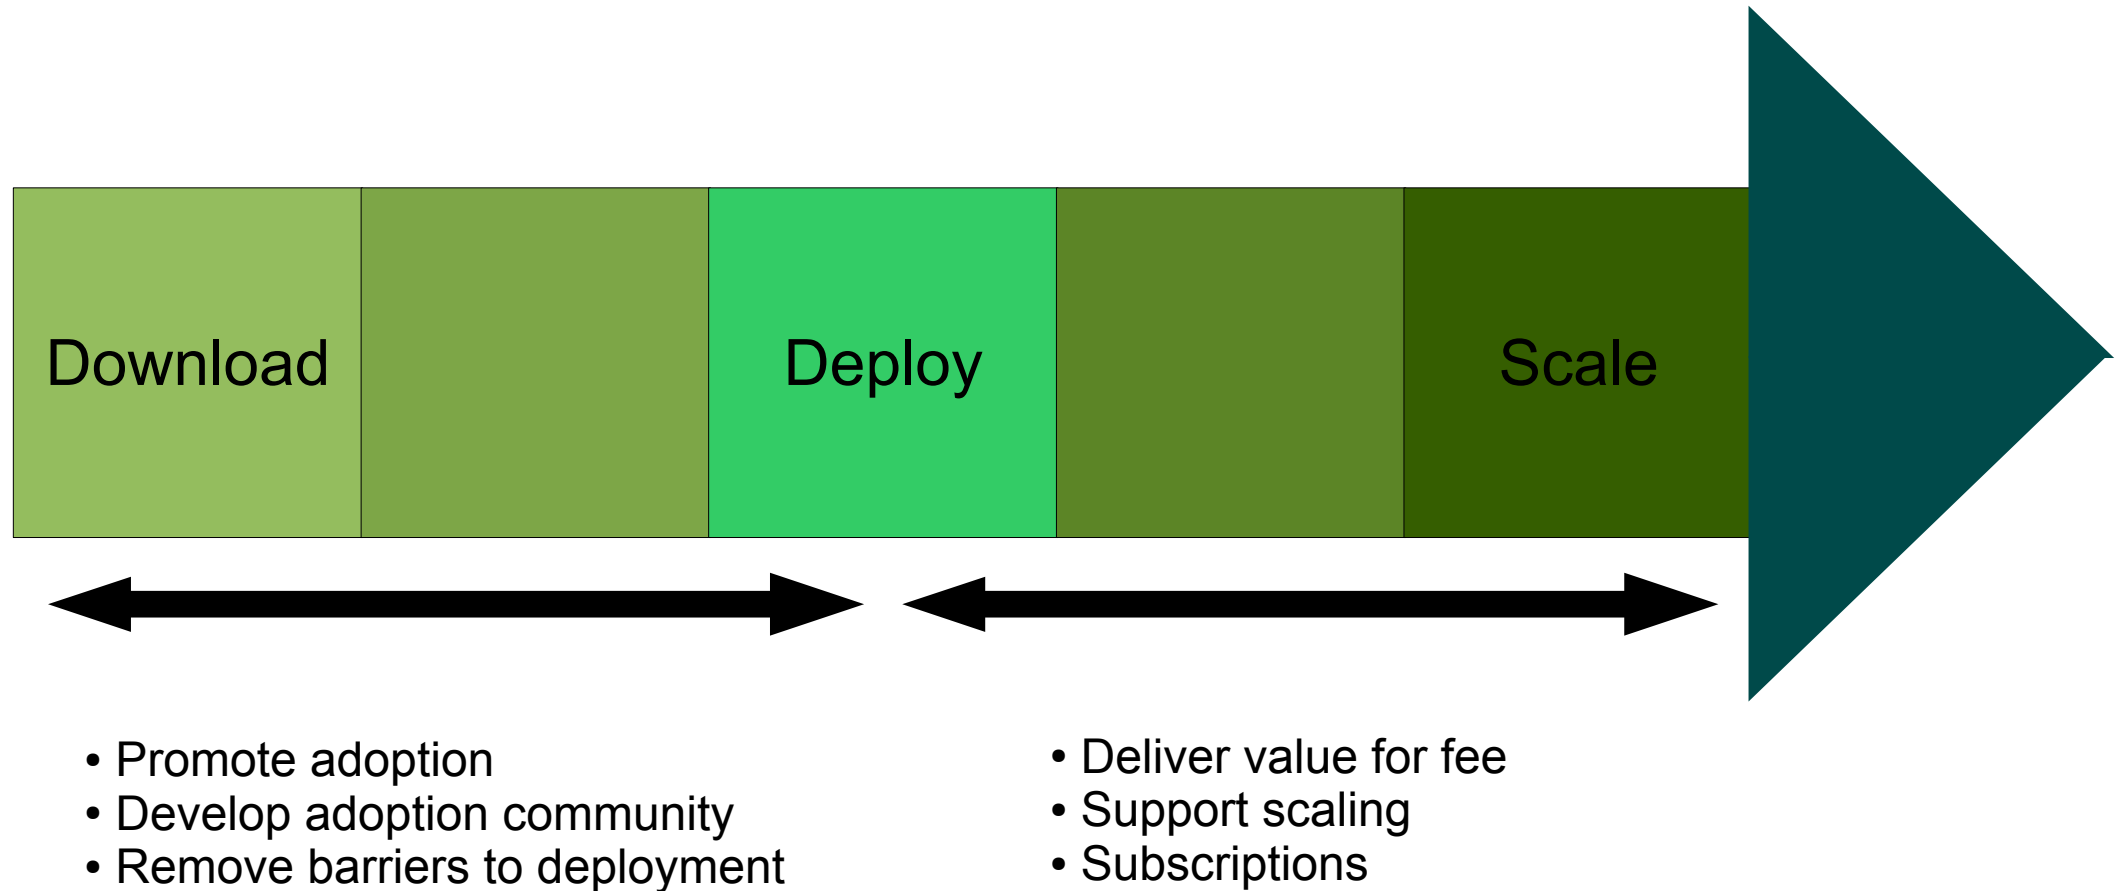 Download
Deploy
Scale
• Promote adoption
• Develop adoption community
• Remove barriers to deployment
• Deliver value for fee
• Support scaling
• Subscriptions